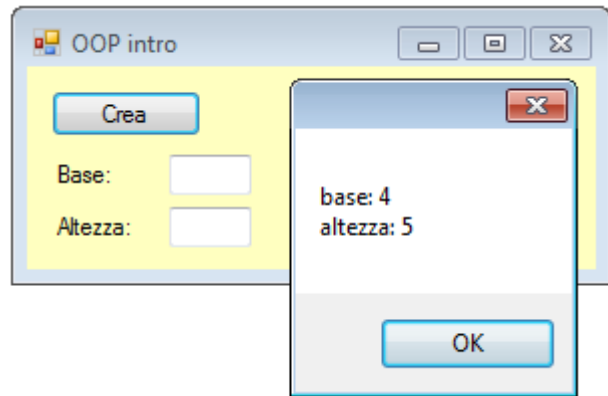 OOP intro
Crea
Base:
Altezza:
base: 4
altezza: 5
OK